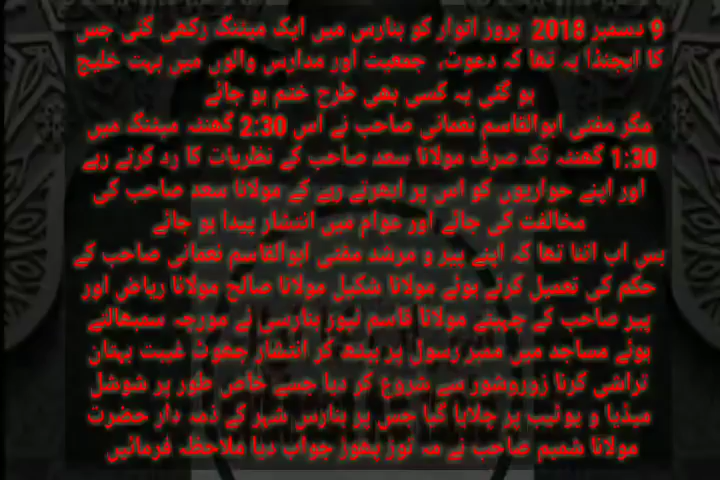 9 دسمبر 2018 بروز اتوار کو بنارس میں ایک میٹنگ رکھی گئی جس
کا ایجنڈا یہ تھا کہ دعوت، جمعیت اور مدارس والوں میں بہت خلیج
ہو گئی یہ کسی بھی طرح ختم ہو جائے
مگر مفتی ابوالقاسم نعمانی صاحب نے اس 2:30 گھنٹہ میٹنگ میں
1:30 گھنٹہ تک صرف مولانا سعد صاحب کے نظریات کا رد کرتے رہے
اور اپنے حواریوں کو اس پر ابھرتے رہے کے مولانا سعد صاحب کی
مخالفت کی جائے اور عوام میں انتشار پیدا ہو جائے
بس اب اتنا تھا کہ اپنے پیر و مرشد مفتی ابوالقاسم نعمانی صاحب کے
حکم کی تعمیل کرتے ہوئے مولانا شکیل مولانا صالح مولانا ریاض اور
پیر صاحب کے چہیتے مولانا قاسم نیوز بنارسی نے مورچہ سمبھالتے
ہوئے مساجد میں ممبر رسول پر بیٹھ کر انتشار جھوٹ غیبت بہتان
تراشی کرنا زوروشور سے شروع کر دیا جسے خاص طور پر شوشل
میڈیا و یوٹیب پر چلایا گیا جس پر بنارس شہر کے ذمہ دار حضرت
مولانا شمیم صاحب نے منہ توڑ پھوڑ جواب دیا ملاحظہ فرمائیں